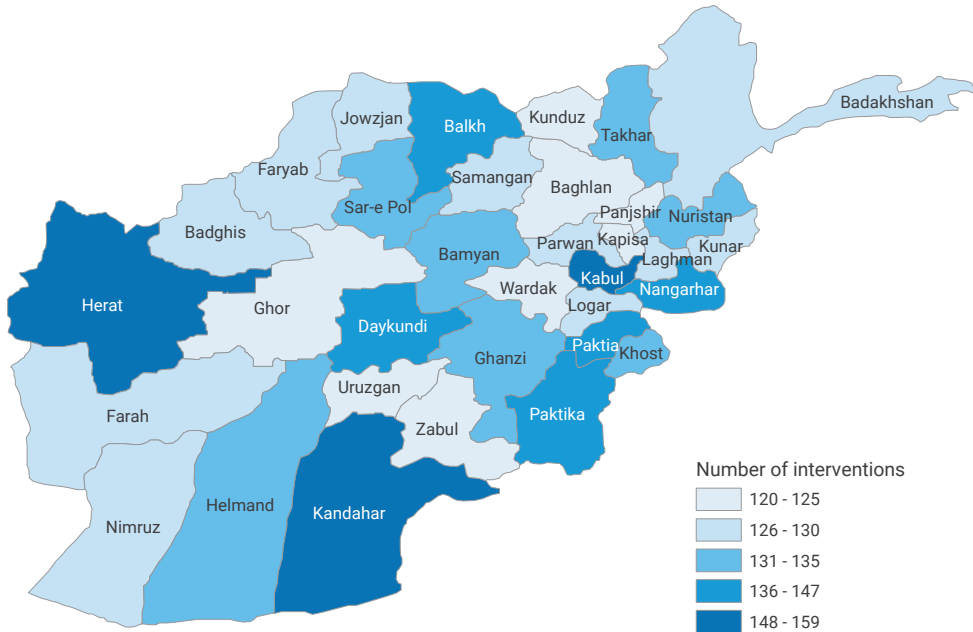 Jowzjan
Balkh
Kunduz
Takhar
Badakhshan
Faryab
Samangan
Baghlan
Sar-e Pol
Panjshir
Nuristan
Badghis
Bamyan
Parwan
Kapisa
Kunar
Laghman
Kabul
Herat
Ghor
Wardak
Nangarhar
Logar
Daykundi
Paktia
Khost
Ghanzi
Uruzgan
Farah
Zabul
Paktika
Helmand
Kandahar
Nimruz
Number of interventions
120 - 125
126 - 130
131 - 135
136 - 147
148 - 159